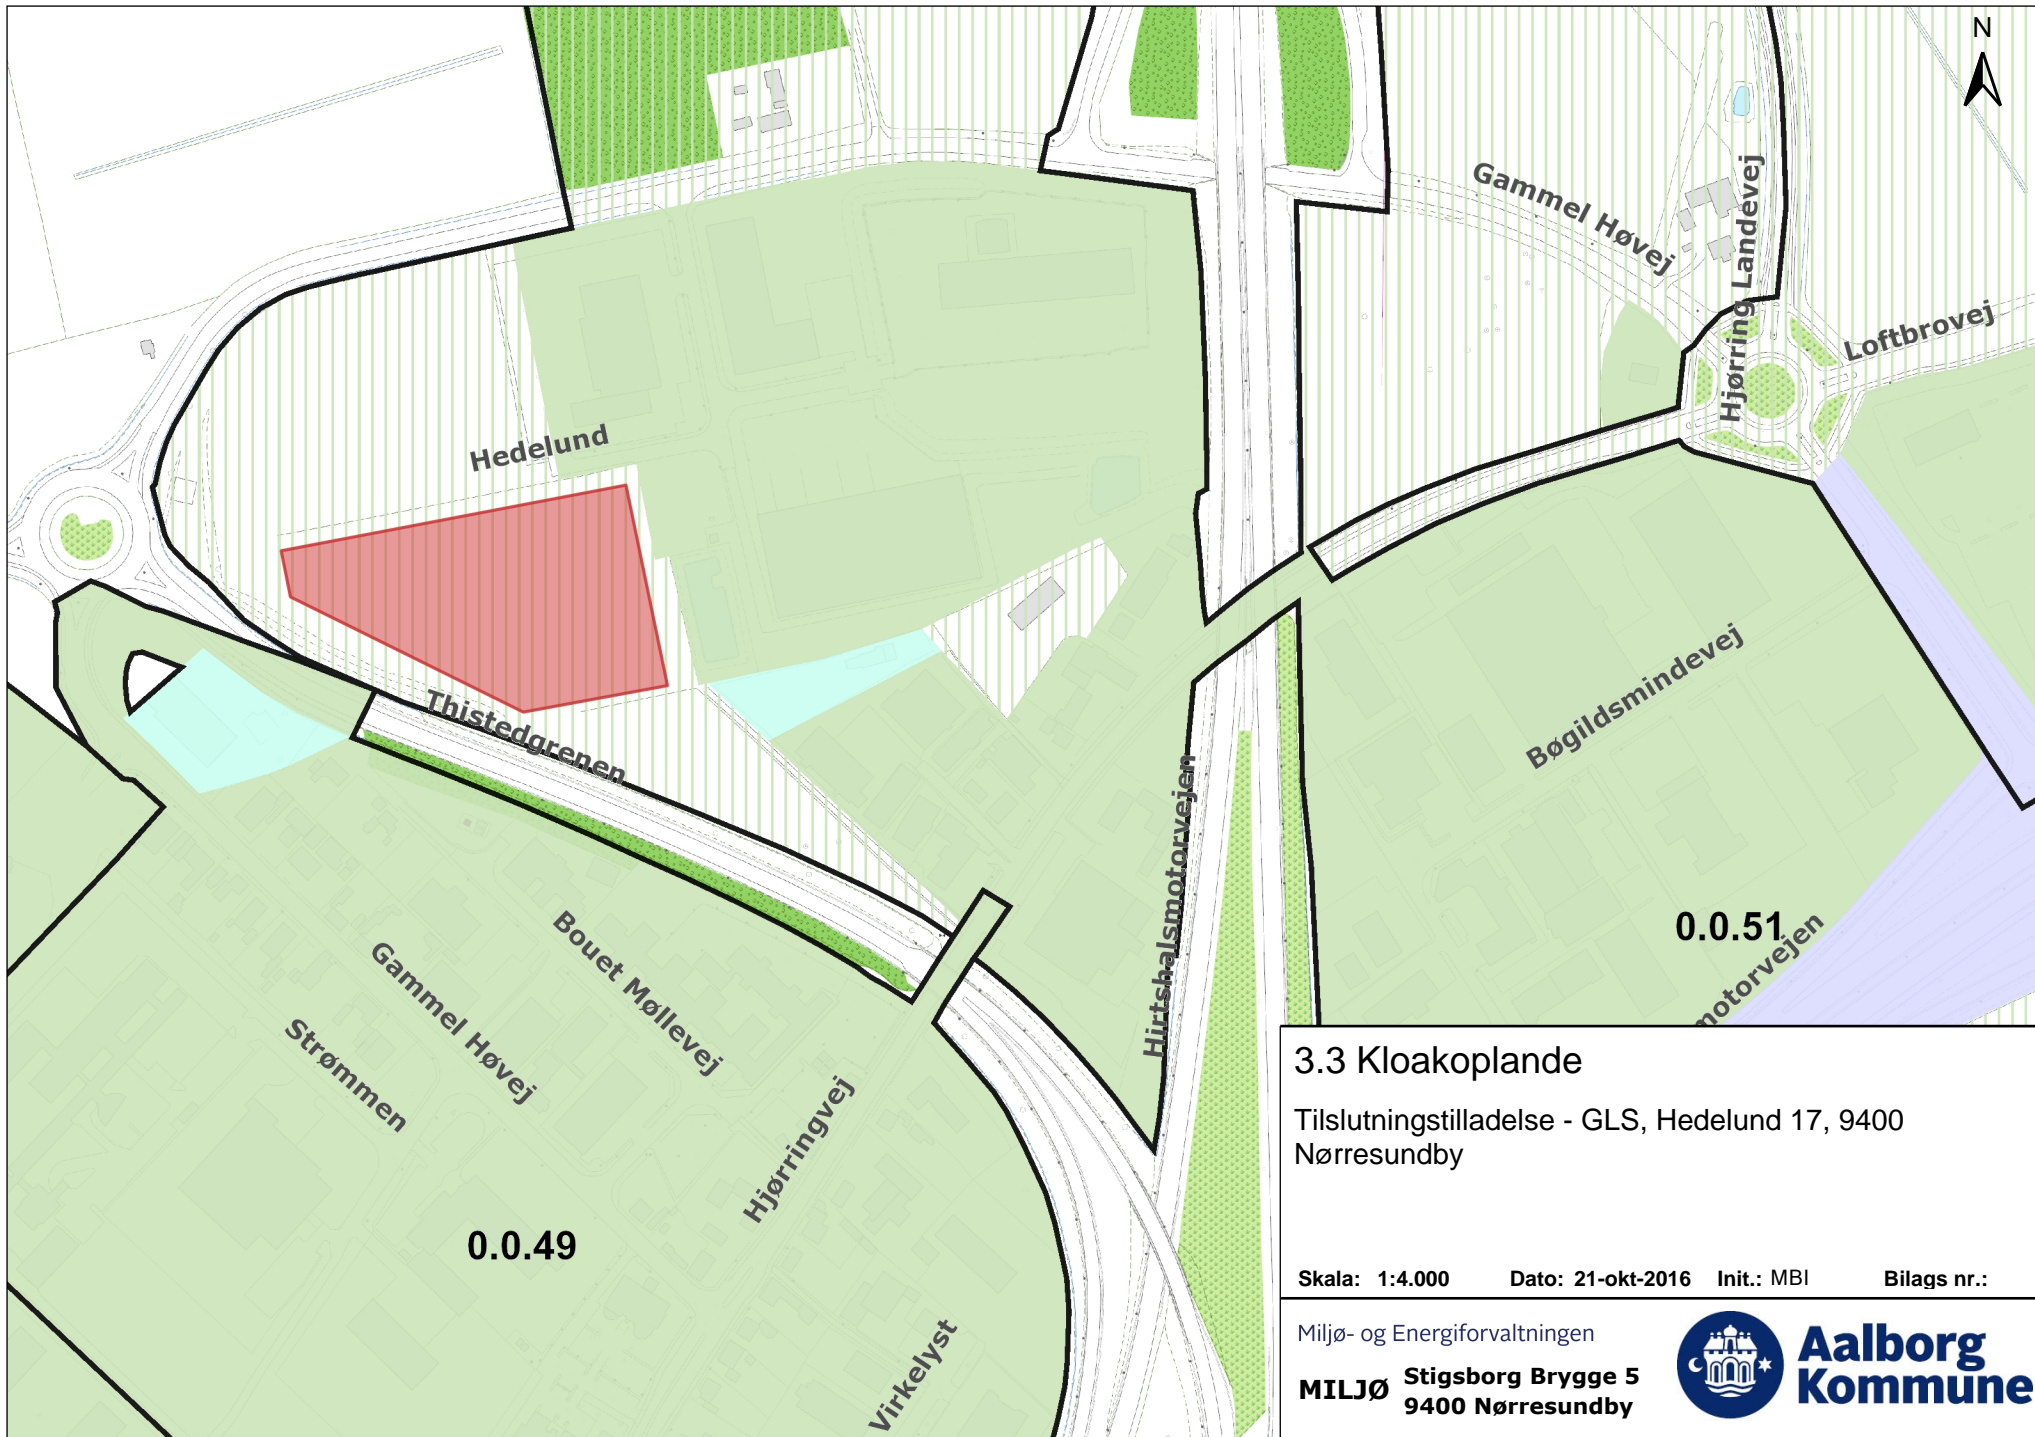 N
Gammel Høvej
Hjørring Landevej
Loftbrovej
Hedelund
Thistedgrenen
Bøgildsmindevej
Hirtshalsmotorvejen
0.0.51
motorvejen
Bouet Møllevej
Gammel Høvej
Strømmen
Hjørringvej
0.0.49
Virkelyst
3.3 Kloakoplande
Tilslutningstilladelse - GLS, Hedelund 17, 9400
Nørresundby
Skala: 1:4.000 Dato: 21-okt-2016 Init.: MBI Bilags nr.:
Miljø- og Energiforvaltningen
MILJØ Stigsborg Brygge 5
9400 Nørresundby
Aalborg
Kommune